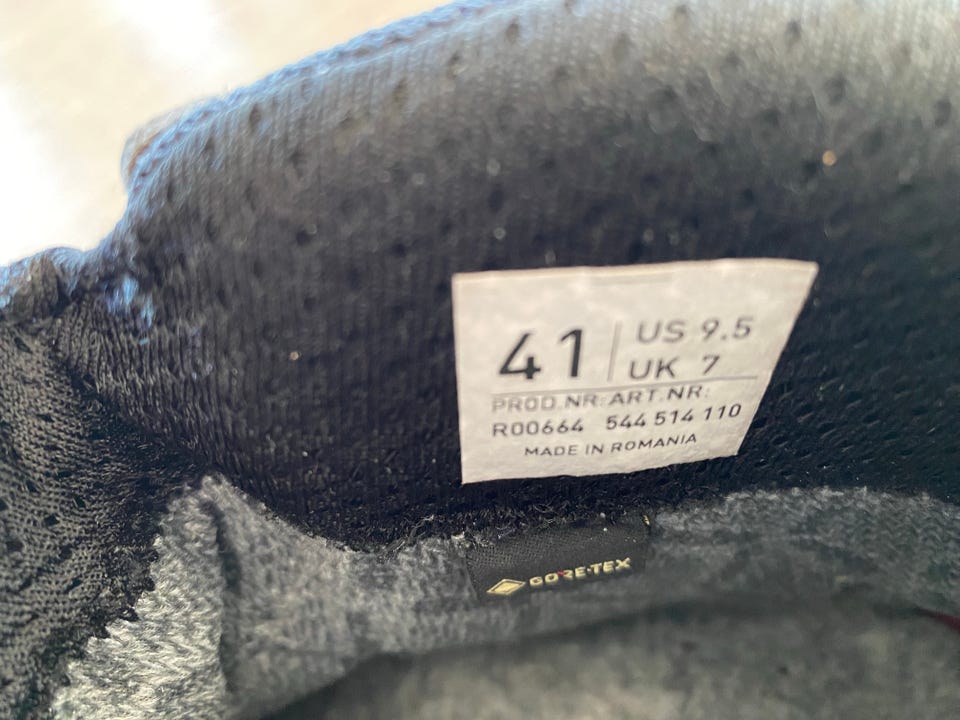 41 US 9.5
UK 7
PROD.NR: ART.NR:
R00664 544 514 110
MADE IN ROMANIA
GORE-TEX